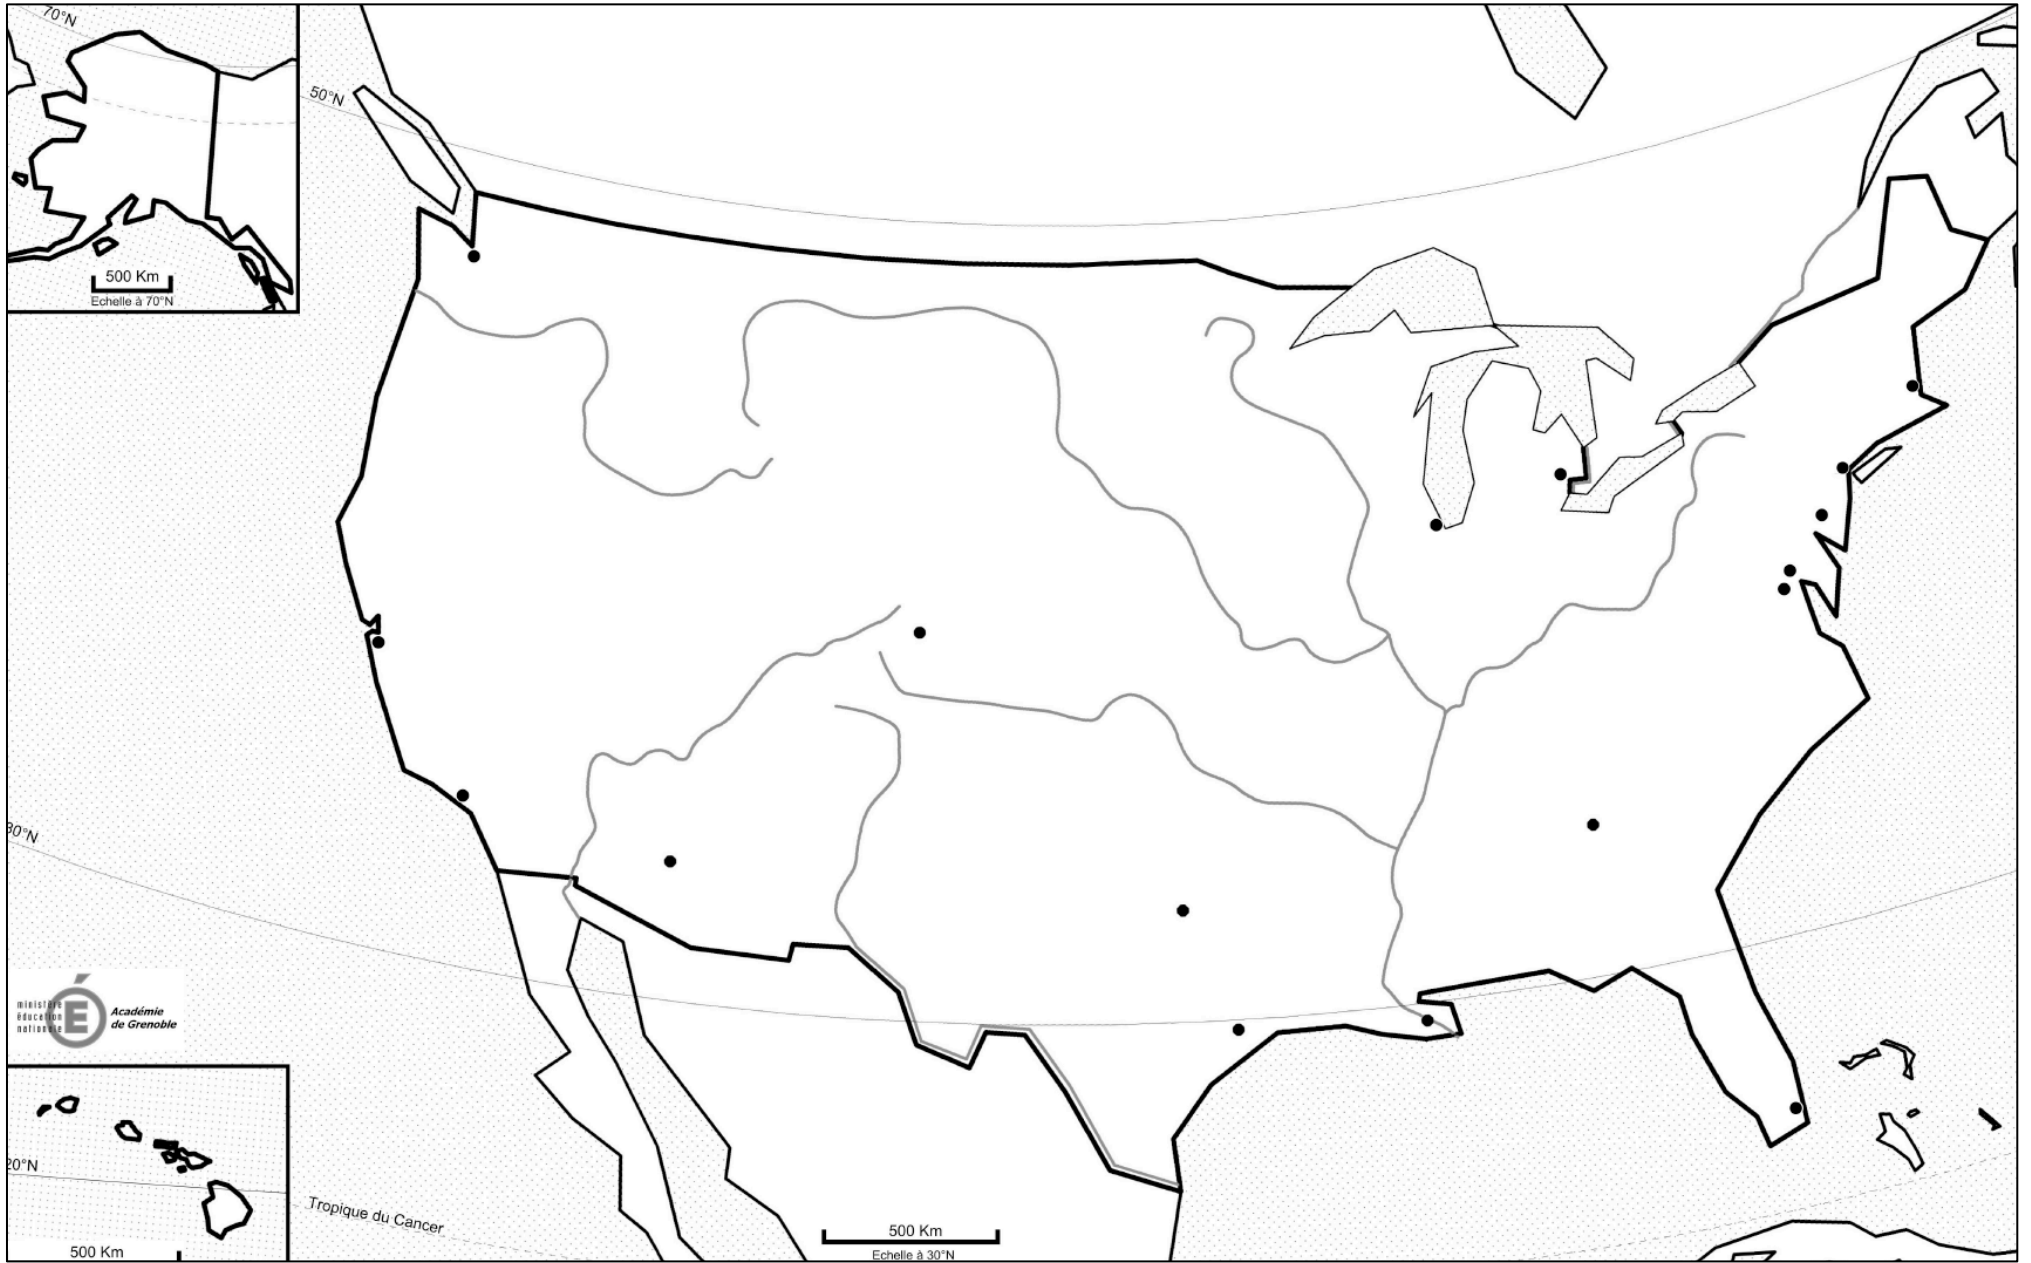 70°N
50°N
500 Km
Echelle à 70°N
30°N
ministère
éducation
nationale
É
Académie
de Grenoble
20°N
Tropique du Cancer
500 Km
500 Km
Echelle à 30°N